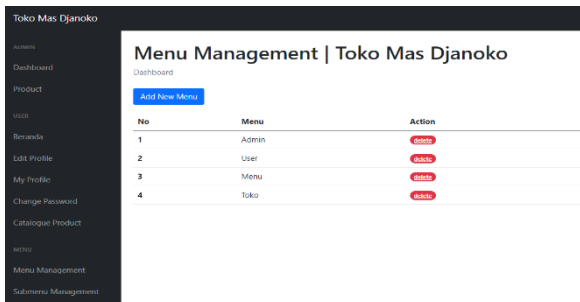 Toko Mas Djanoko
ADMIN
Dashboard
Product
USER
Beranda
Edit Profile
My Profile
Change Password
Catalogue Product
MENU
Menu Management
Submenu Management
Menu Management | Toko Mas Djanoko
Dashboard
Add New Menu
No Menu Action
1 Admin delete
2 User delete
3 Menu delete
4 Toko delete